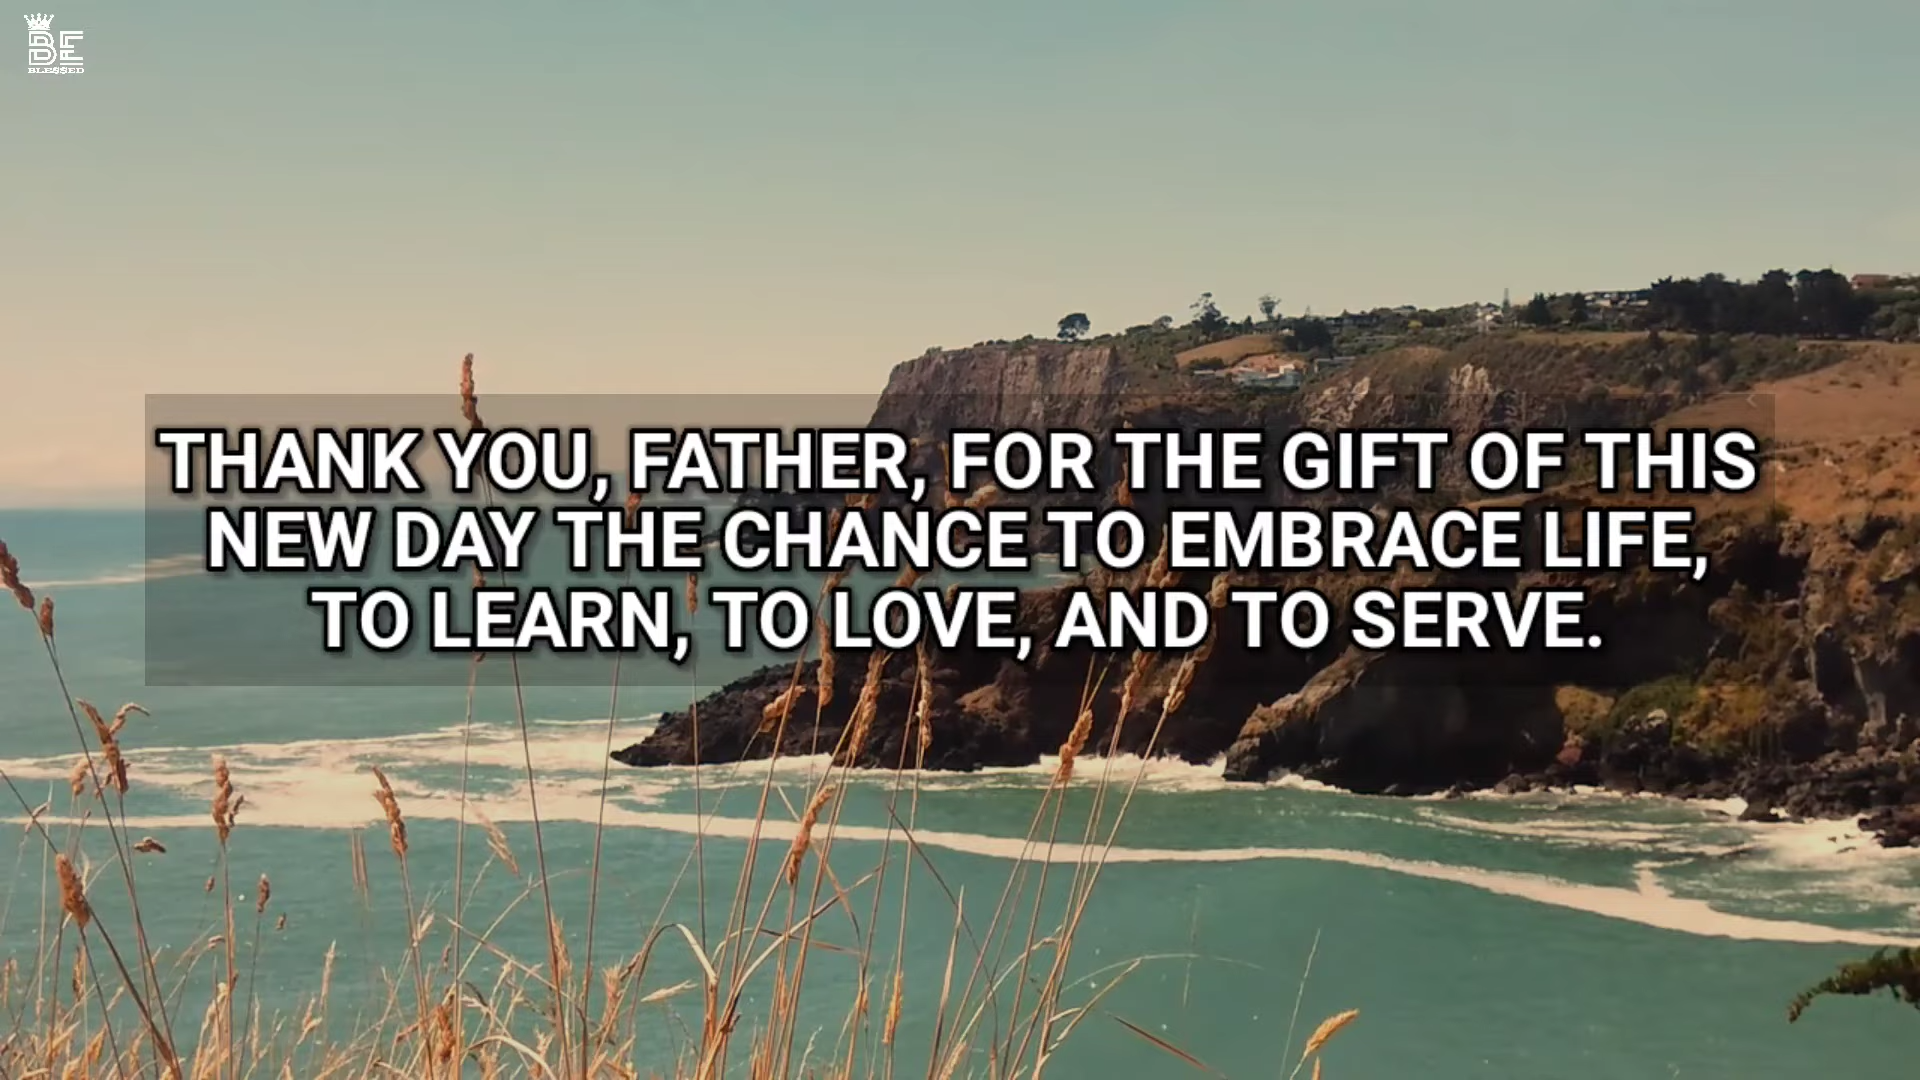 BE
BLESSED
THANK YOU, FATHER, FOR THE GIFT OF THIS
NEW DAY THE CHANCE TO EMBRACE LIFE,
TO LEARN, TO LOVE, AND TO SERVE.